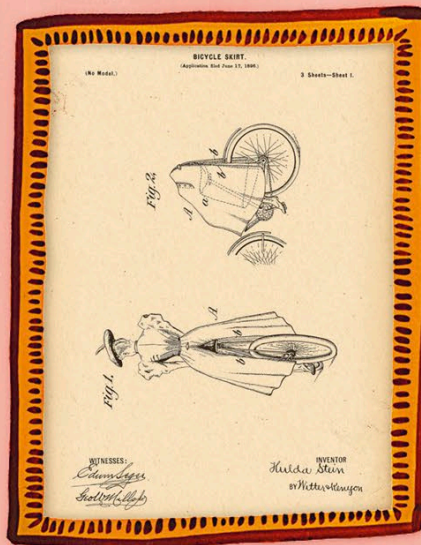 BICYCLE SKIRT.
(Application filed June 17, 1896.)
(No Model.)
3 Sheets—Sheet 1.
Fig. 2.
b
b
a
A
Fig. 1.
A
b
b
WITNESSES:
INVENTOR
Hulda Stein
BY Witter & Kenyon